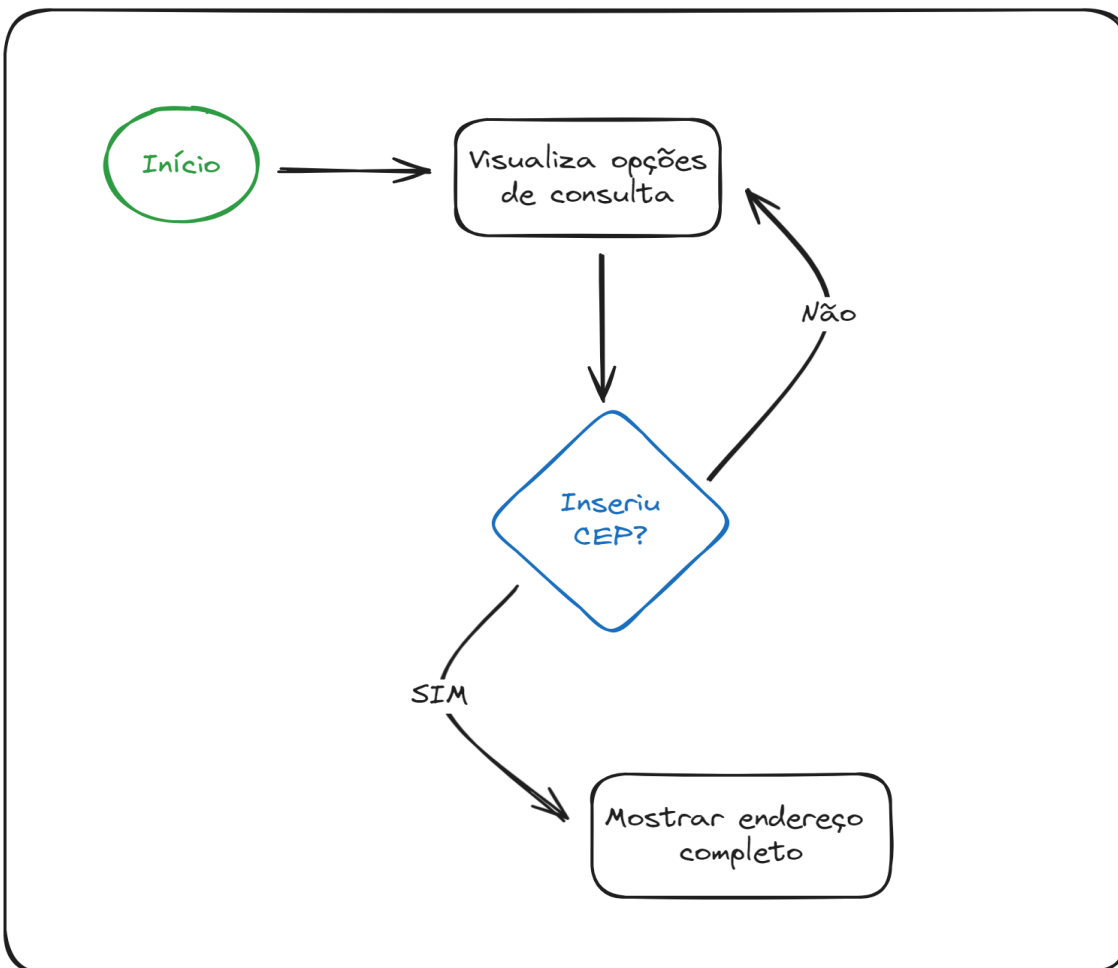 Início
Visualiza opções
de consulta
Não
Inseriu
CEP?
SIM
Mostrar endereço
completo